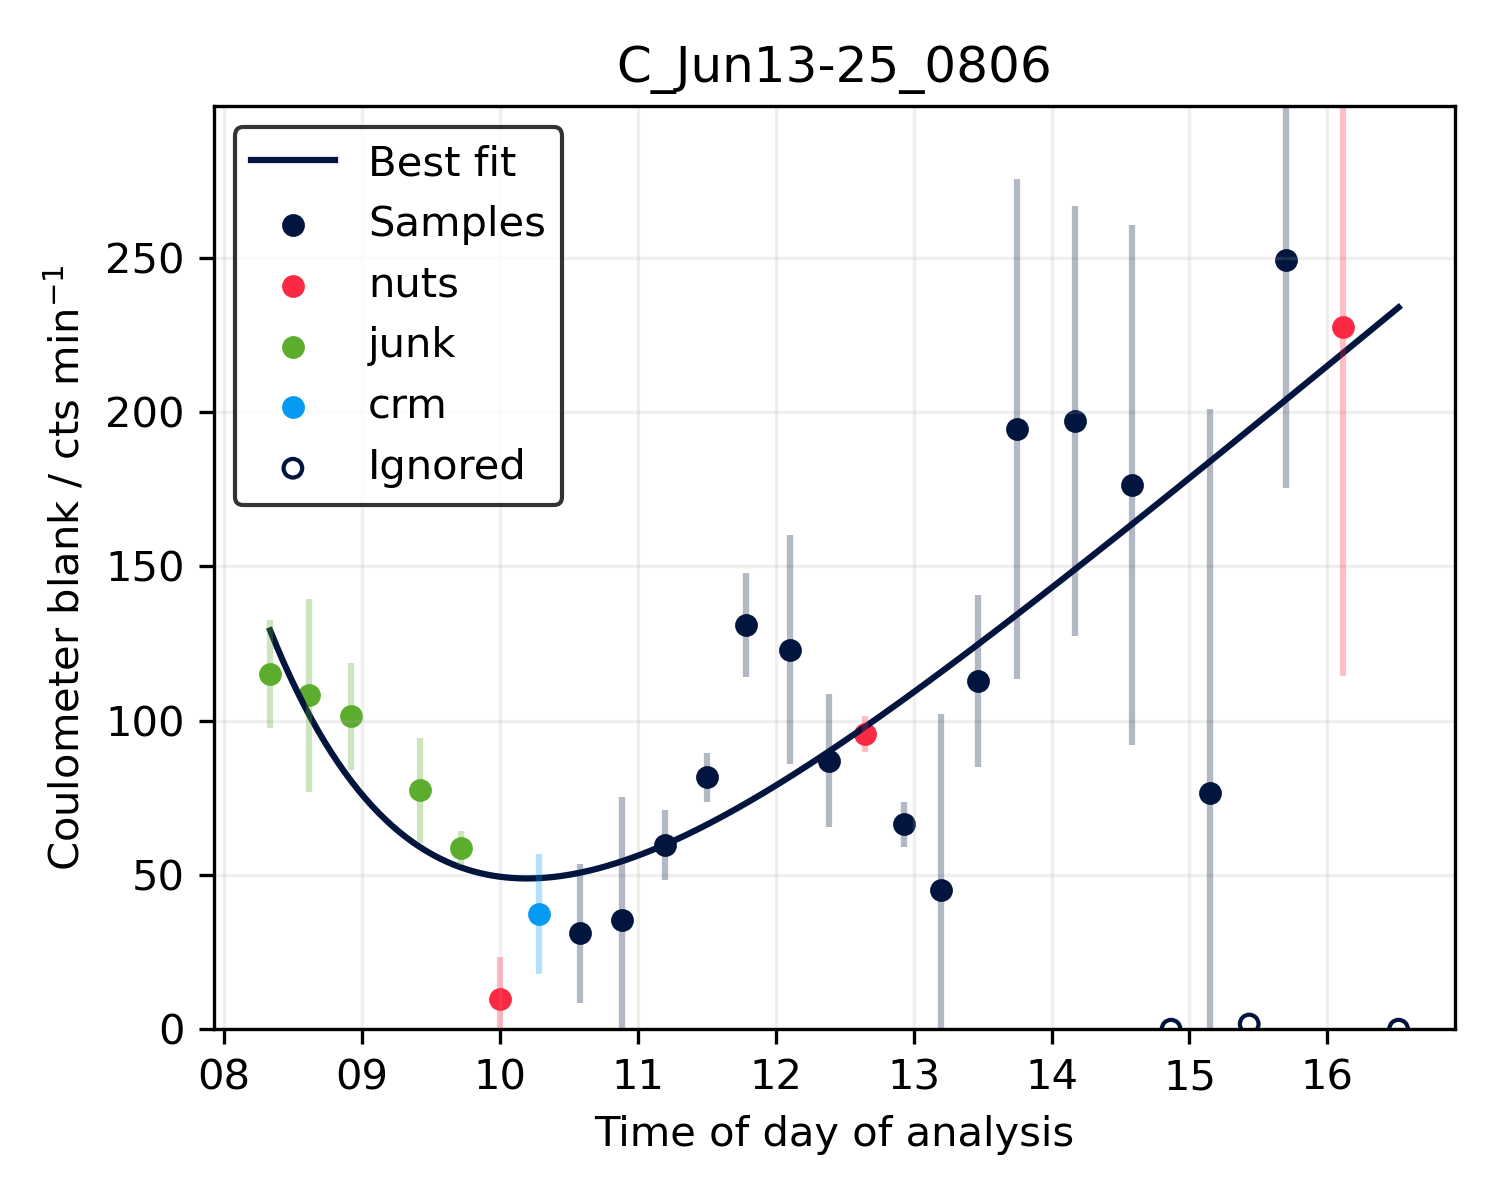 C_Jun13-25_0806
Best fit
Samples
nuts
junk
crm
Ignored
Coulometer blank / cts min⁻¹
250
200
150
100
50
0
08 09 10 11 12 13 14 15 16
Time of day of analysis